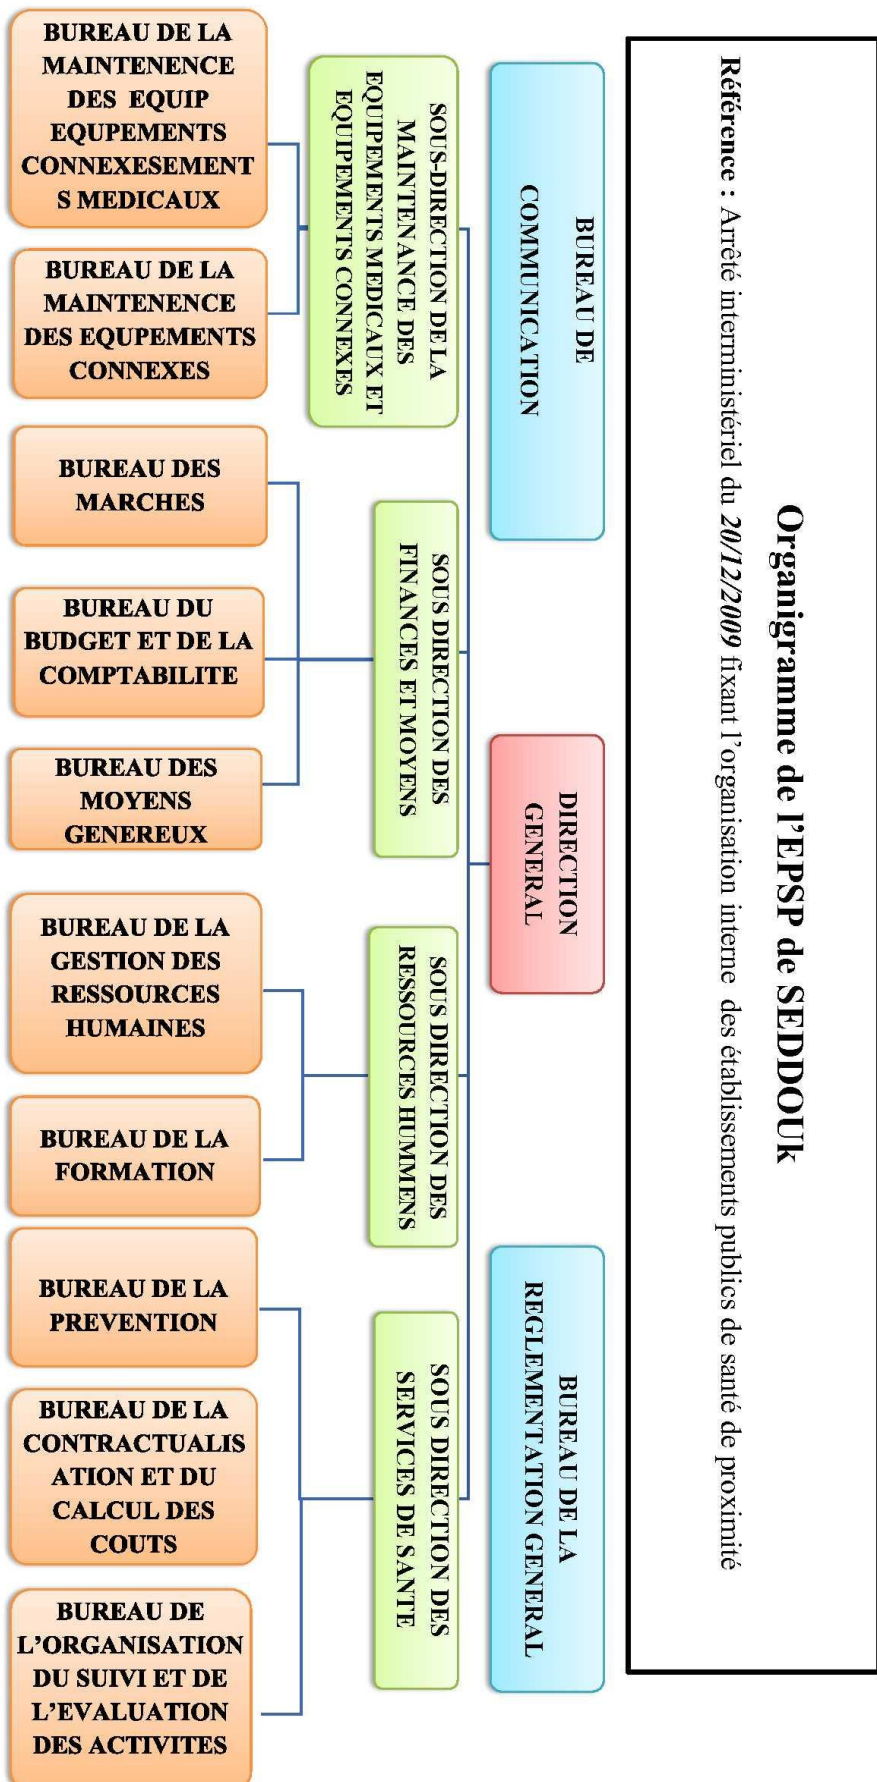 Organigramme de l'EPSP de SEDDOUk
Référence : Arrêté interministériel du 20/12/2009 fixant l'organisation interne des établissements publics de santé de proximité
BUREAU DE
COMMUNICATION
DIRECTION
GENERAL
BUREAU DE LA
REGLEMENTATION GENERAL
SOUS-DIRECTION DE LA
MAINTENANCE DES
EQUIPEMENTS MEDICAUX ET
EQUIPEMENTS CONNEXES
SOUS DIRECTION DES
FINANCES ET MOYENS
SOUS DIRECTION DES
RESSOURCES HUMMENS
SOUS DIRECTION DES
SERVICES DE SANTE
BUREAU DE LA
MAINTENENCE
DES EQUIP
EQUPEMENTS
CONNEXESEMENT
S MEDICAUX
BUREAU DE LA
MAINTENENCE
DES EQUPEMENTS
CONNEXES
BUREAU DES
MARCHES
BUREAU DU
BUDGET ET DE LA
COMPTABILITE
BUREAU DES
MOYENS
GENEREUX
BUREAU DE LA
GESTION DES
RESSOURCES
HUMAINES
BUREAU DE LA
FORMATION
BUREAU DE LA
PREVENTION
BUREAU DE LA
CONTRACTUALIS
ATION ET DU
CALCUL DES
COUTS
BUREAU DE
L'ORGANISATION
DU SUIVI ET DE
L'EVALUATION
DES ACTIVITES